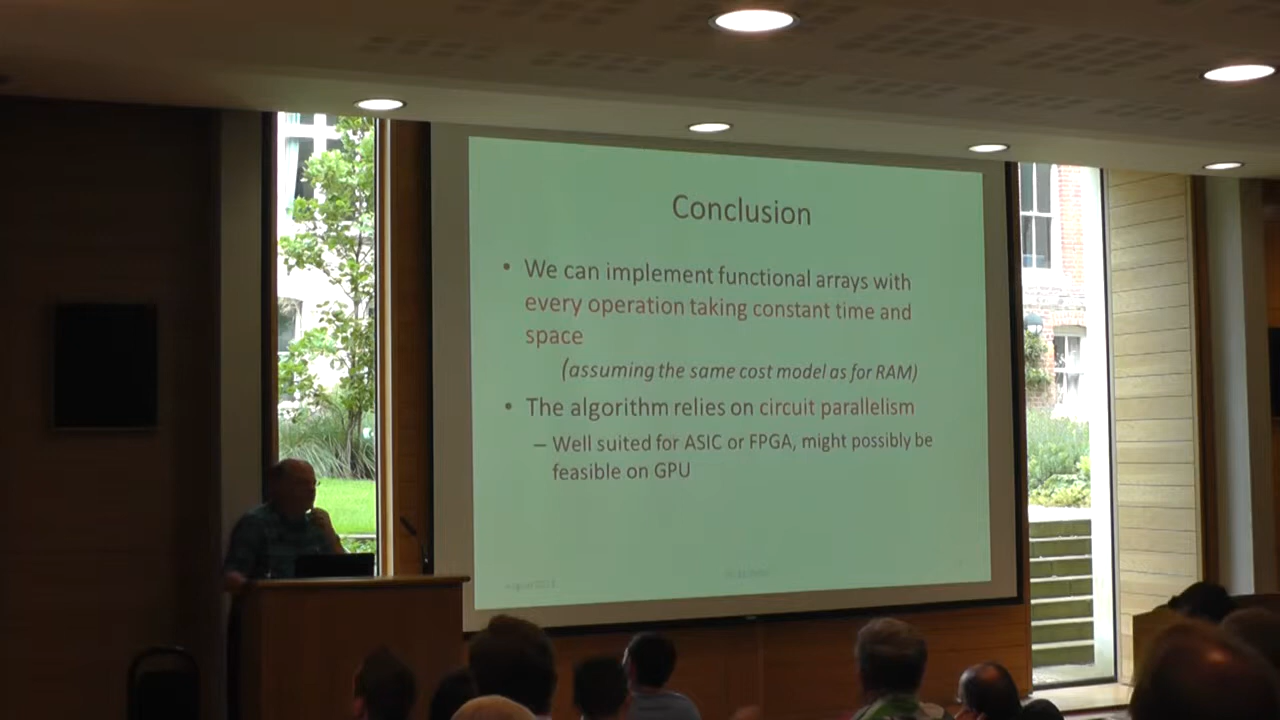 Conclusion
• We can implement functional arrays with
every operation taking constant time and
space
(assuming the same cost model as for RAM)
• The algorithm relies on circuit parallelism
– Well suited for ASIC or FPGA, might possibly be
feasible on GPU
August